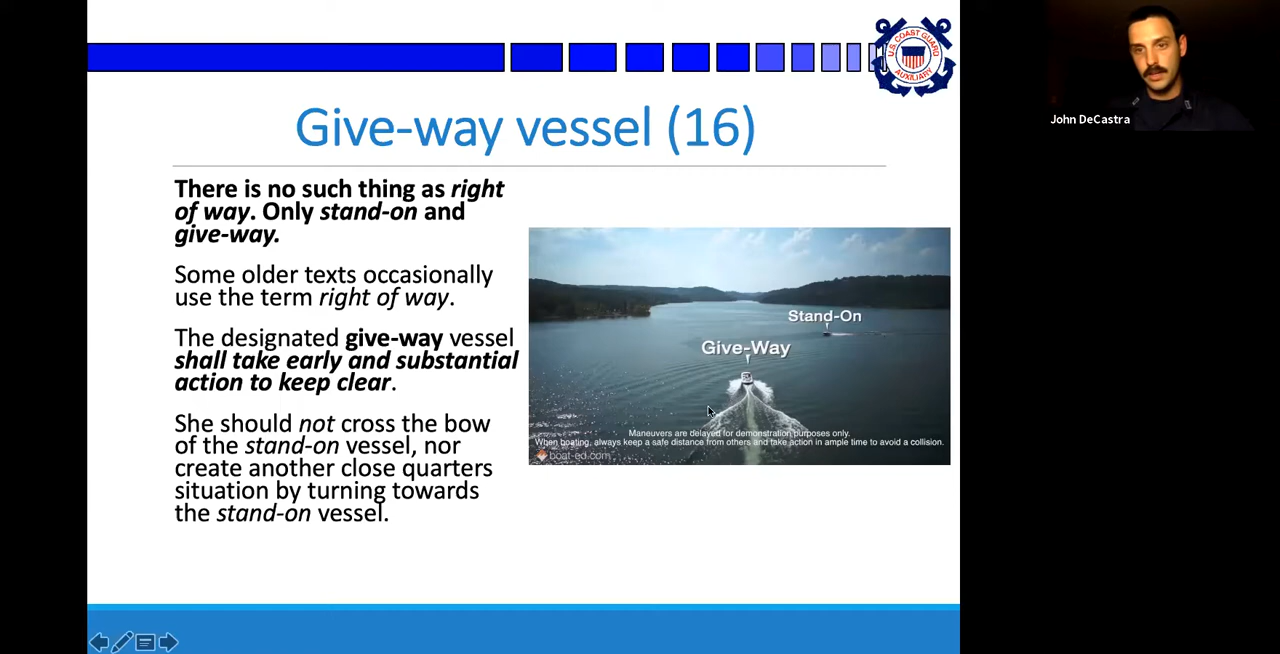 U.S. COAST GUARD
AUXILIARY
Give-way vessel (16)
John DeCastra
There is no such thing as right
of way. Only stand-on and
give-way.
Some older texts occasionally
use the term right of way.
The designated give-way vessel
shall take early and substantial
action to keep clear.
She should not cross the bow
of the stand-on vessel, nor
create another close quarters
situation by turning towards
the stand-on vessel.
Stand-On
Give-Way
Maneuvers are delayed for demonstration purposes only.
When boating, always keep a safe distance from others and take action in ample time to avoid a collision.
boat-ed.com